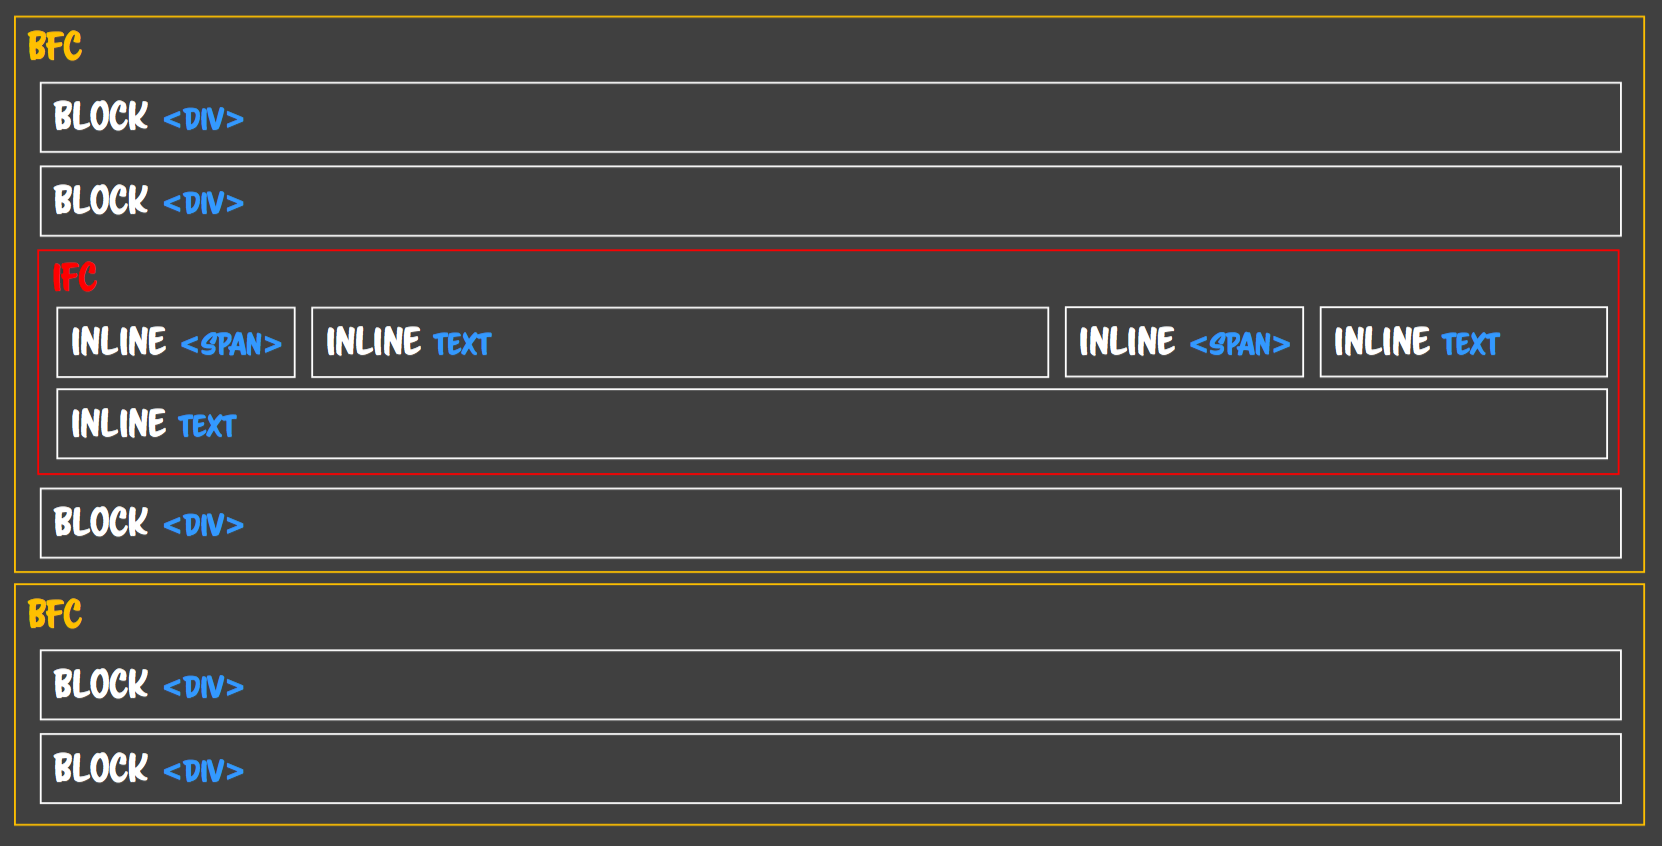 BFC
BLOCK <DIV>
BLOCK <DIV>
IFC
INLINE <SPAN> INLINE TEXT INLINE <SPAN> INLINE TEXT
INLINE TEXT
BLOCK <DIV>
BFC
BLOCK <DIV>
BLOCK <DIV>